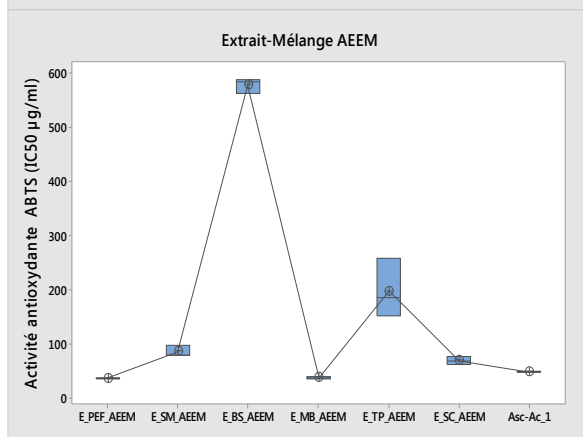 Extrait-Mélange AEEM
Activité antioxydante ABTS (IC50 µg/ml)
600
500
400
300
200
100
0
E_PEF_AEEM E_SM_AEEM E_BS_AEEM E_MB_AEEM E_TP_AEEM E_SC_AEEM Asc-Ac_1